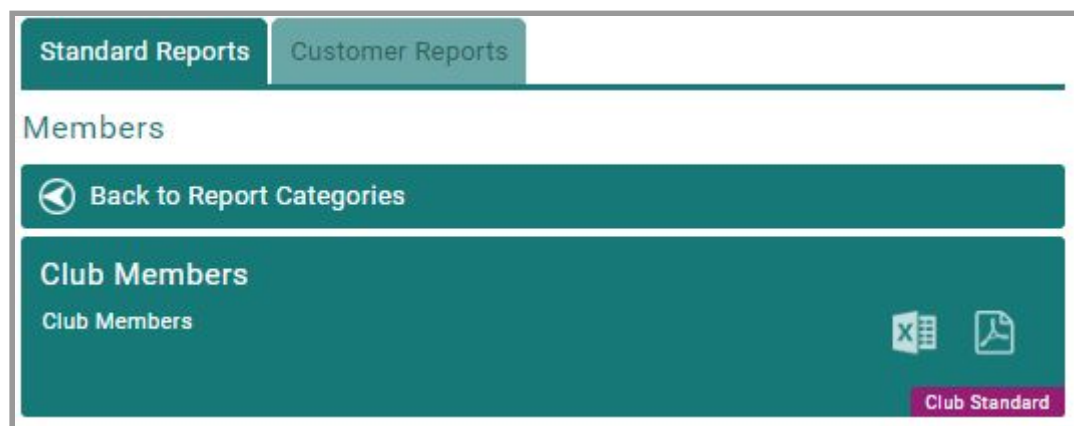 Standard Reports Customer Reports
Members
Back to Report Categories
Club Members
Club Members
Club Standard